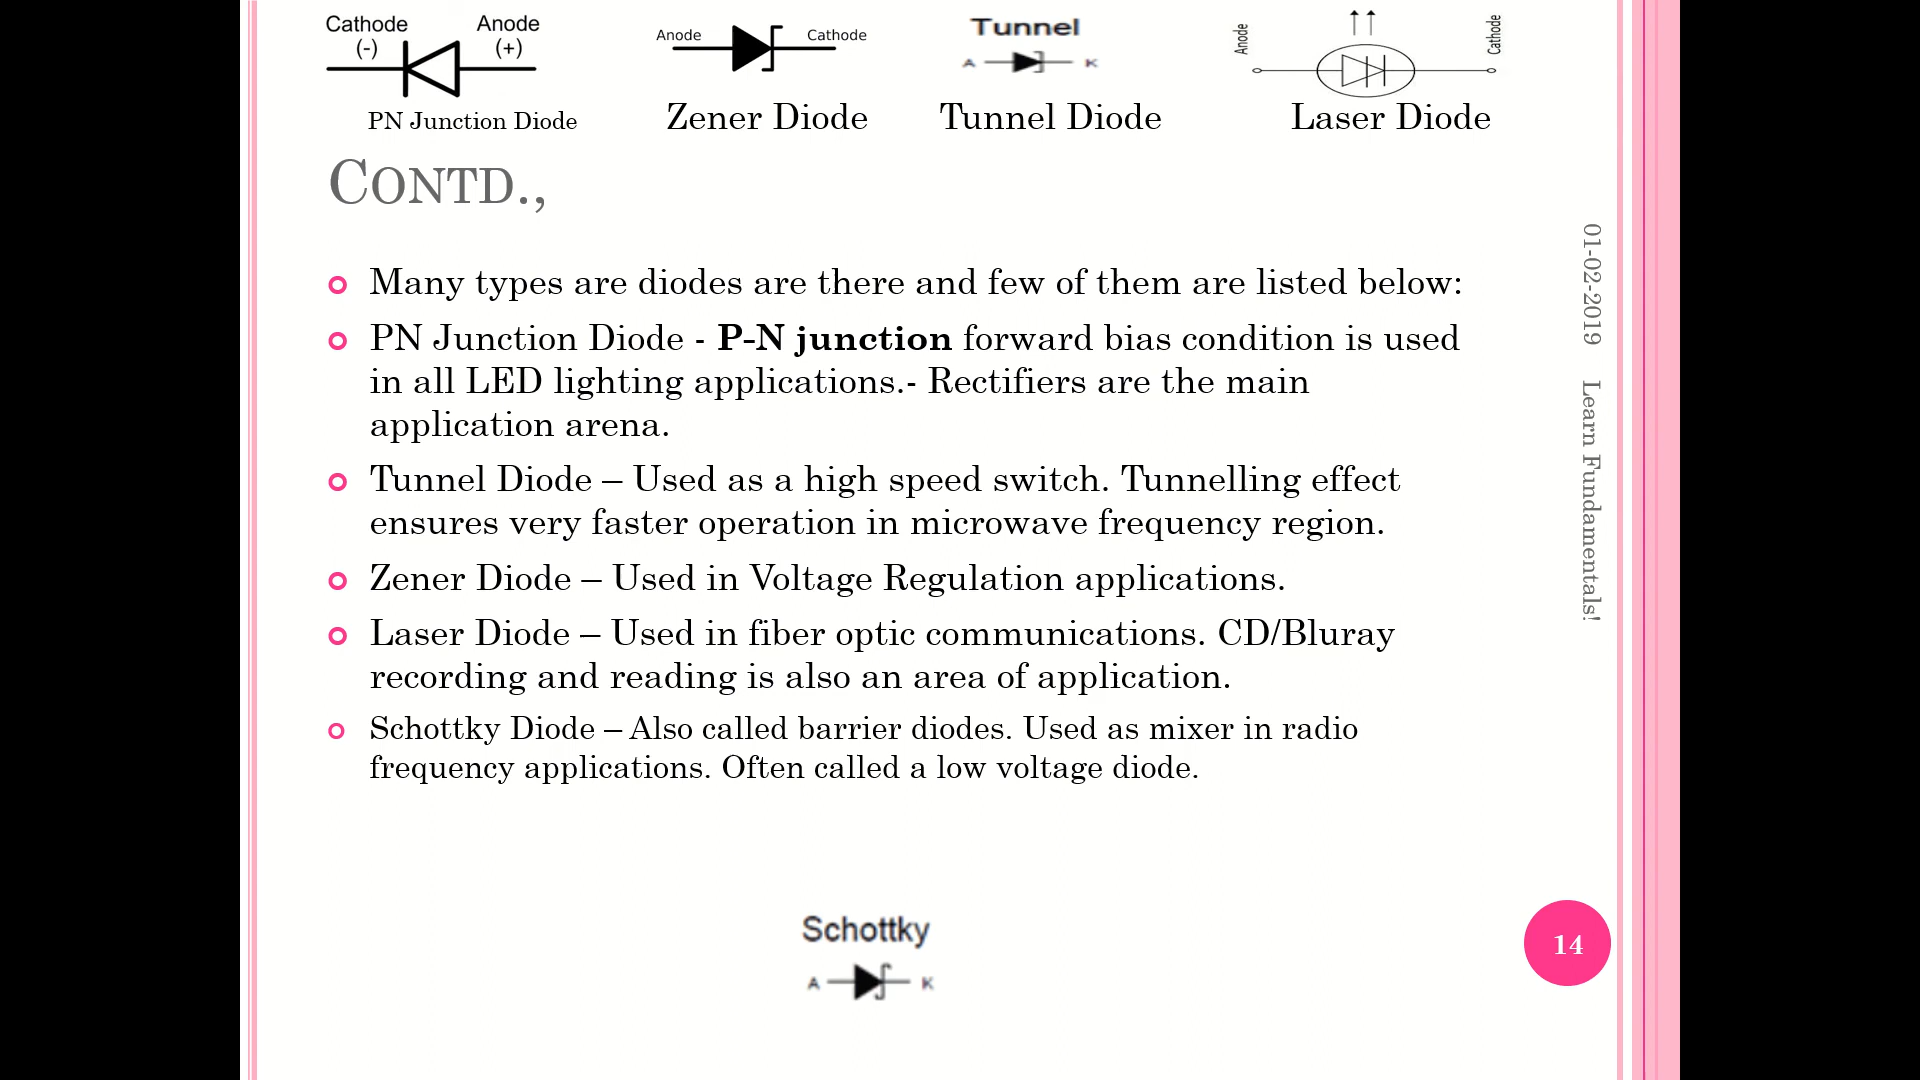 Cathode
(-)
Anode
(+)
PN Junction Diode
Anode
Cathode
Zener Diode
Tunnel
A
K
Tunnel Diode
Anode
Cathode
Laser Diode
CONTD.,
Many types are diodes are there and few of them are listed below:
PN Junction Diode - P-N junction forward bias condition is used
in all LED lighting applications.- Rectifiers are the main
application arena.
Tunnel Diode – Used as a high speed switch. Tunnelling effect
ensures very faster operation in microwave frequency region.
Zener Diode – Used in Voltage Regulation applications.
Laser Diode – Used in fiber optic communications. CD/Bluray
recording and reading is also an area of application.
Schottky Diode – Also called barrier diodes. Used as mixer in radio
frequency applications. Often called a low voltage diode.
Schottky
A
K
01-02-2019 Learn Fundamentals!
14